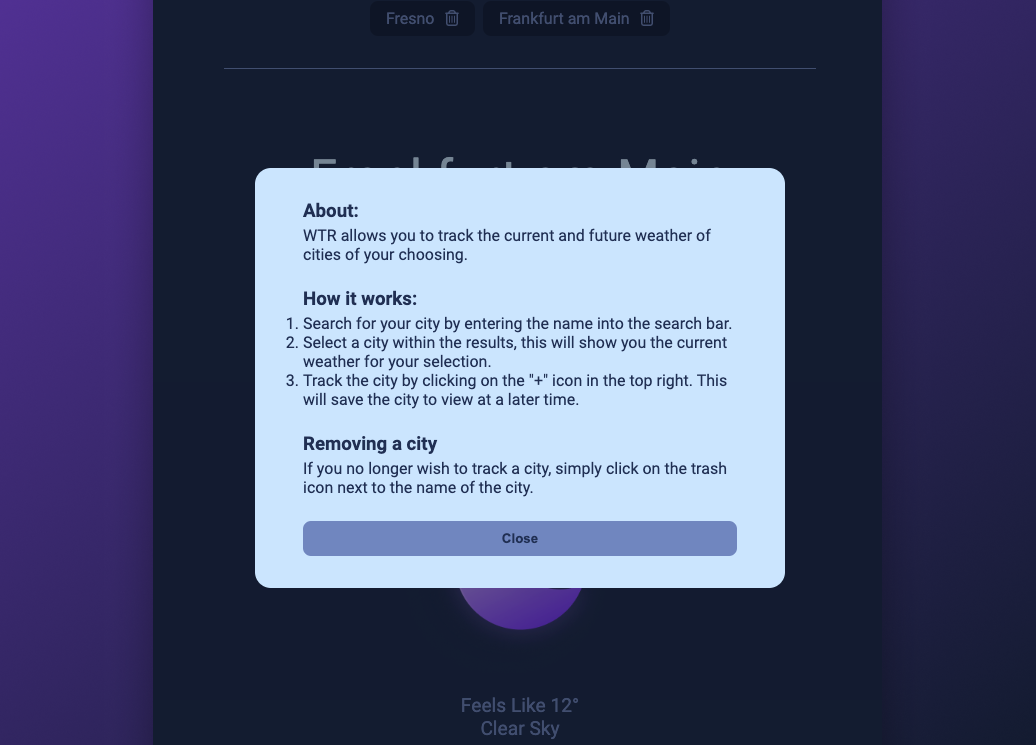 Fresno Frankfurt am Main
Frankfurt am Main
About:
WTR allows you to track the current and future weather of
cities of your choosing.
How it works:
1. Search for your city by entering the name into the search bar.
2. Select a city within the results, this will show you the current
weather for your selection.
3. Track the city by clicking on the "+" icon in the top right. This
will save the city to view at a later time.
Removing a city
If you no longer wish to track a city, simply click on the trash
icon next to the name of the city.
Close
Feels Like 12°
Clear Sky